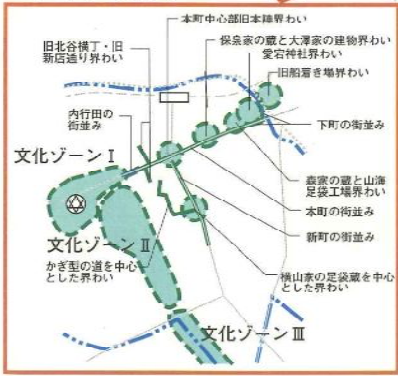 本町中心部旧本陣界わい
旧北谷横丁・旧
新店通り界わい
保泉家の蔵と大澤家の建物界わい
愛宕神社界わい
旧船着き場界わい
内行田の
街並み
下町の街並み
文化ゾーンⅠ
森家の蔵と山海
足袋工場界わい
本町の街並み
新町の街並み
文化ゾーンⅡ
かぎ型の道を中心
とした界わい
横山家の足袋蔵を中心
とした界わい
文化ゾーンⅢ